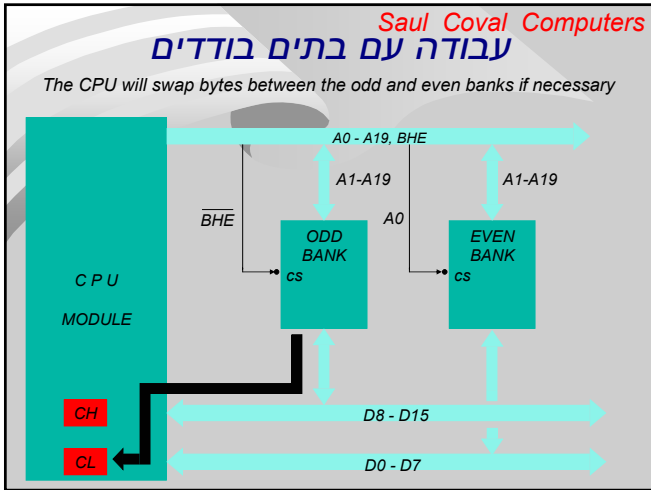 Saul Coval Computers
עבודה עם בתים בודדים
The CPU will swap bytes between the odd and even banks if necessary
A0 - A19, BHE
A1-A19
A1-A19
BHE
A0
ODD
BANK
CS
EVEN
BANK
CS
C P U
MODULE
CH
D8 - D15
CL
D0 - D7